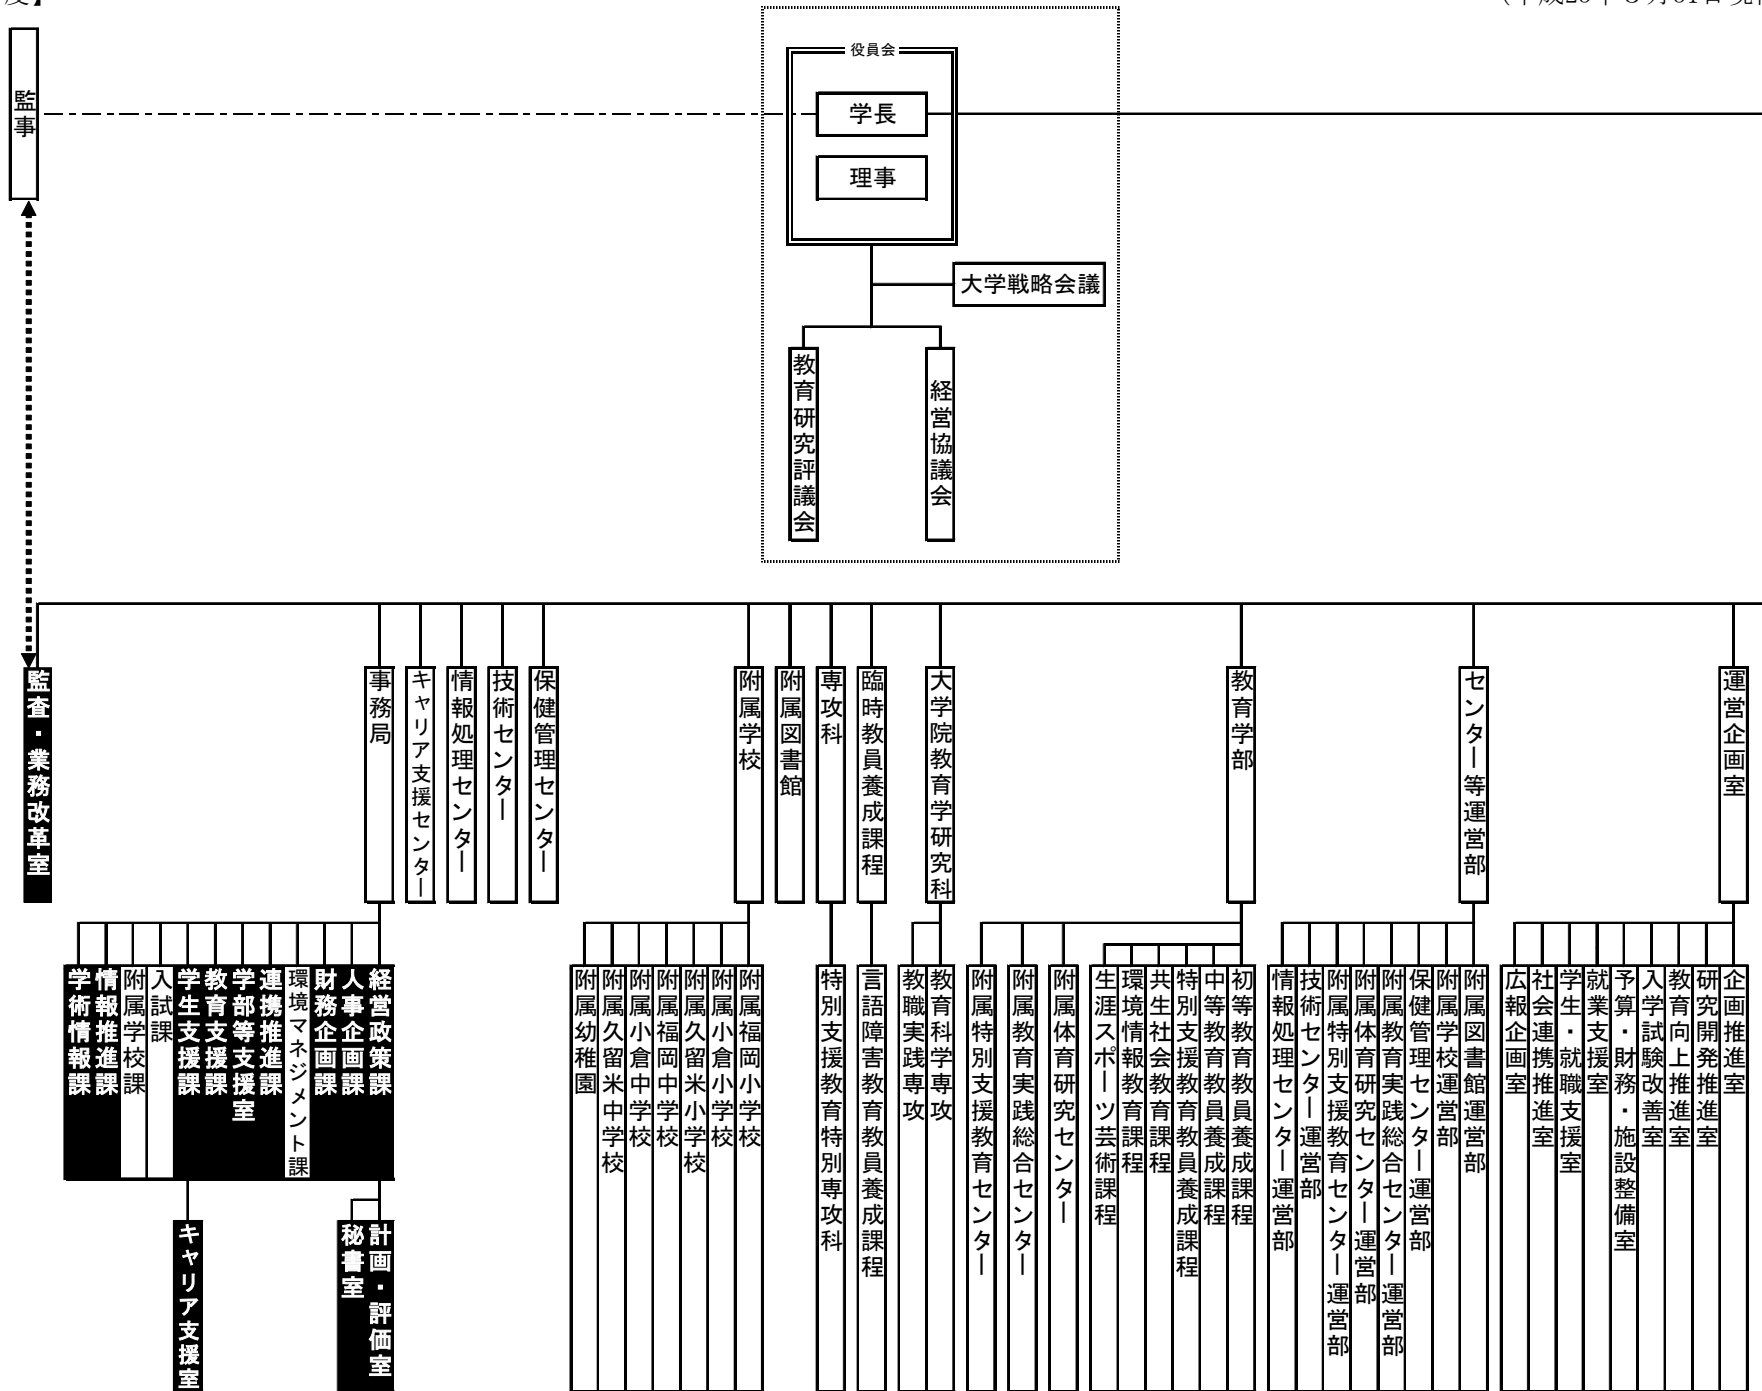 度】
役員会
監事
学長
理事
大学戦略会議
教育研究評議会
経営協議会
監査・業務改革室
事務局
キャリア支援センター
情報処理センター
技術センター
保健管理センター
附属学校
附属図書館
専攻科
臨時教員養成課程
大学院教育学研究科
教育学部
センター等運営部
運営企画室
学術情報課
情報推進課
附属学校課
入試課
学生支援課
教育支援課
学部等支援室
連携推進課
環境マネジメント課
財務企画課
人事企画課
経営政策課
キャリア支援室
秘書室
計画・評価室
附属幼稚園
附属久留米中学校
附属小倉中学校
附属福岡中学校
附属久留米小学校
附属小倉小学校
附属福岡小学校
特別支援教育特別専攻科
言語障害教育教員養成課程
教職実践専攻
教育科学専攻
附属特別支援教育センター
附属教育実践総合センター
附属体育研究センター
生涯スポーツ芸術課程
環境情報教育課程
共生社会教育課程
特別支援教育教員養成課程
中等教育教員養成課程
初等教育教員養成課程
情報処理センター運営部
技術センター運営部
附属特別支援教育センター運営部
附属体育研究センター運営部
附属教育実践総合センター運営部
保健管理センター運営部
附属学校運営部
附属図書館運営部
広報企画室
社会連携推進室
学生・就職支援室
就業支援室
予算・財務・施設整備室
入学試験改善室
教育向上推進室
研究開発推進室
企画推進室